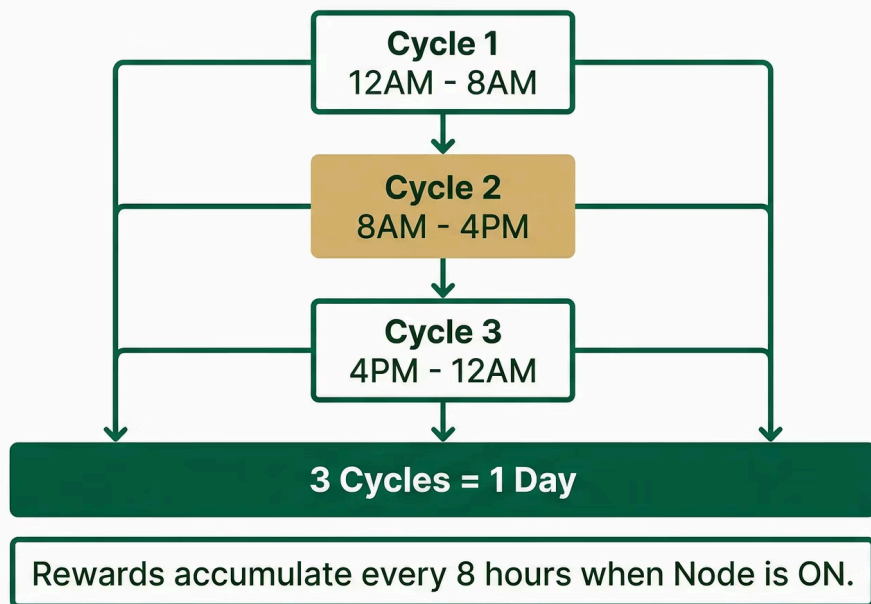 Cycle 1
12AM - 8AM
Cycle 2
8AM - 4PM
Cycle 3
4PM - 12AM
3 Cycles = 1 Day
Rewards accumulate every 8 hours when Node is ON.